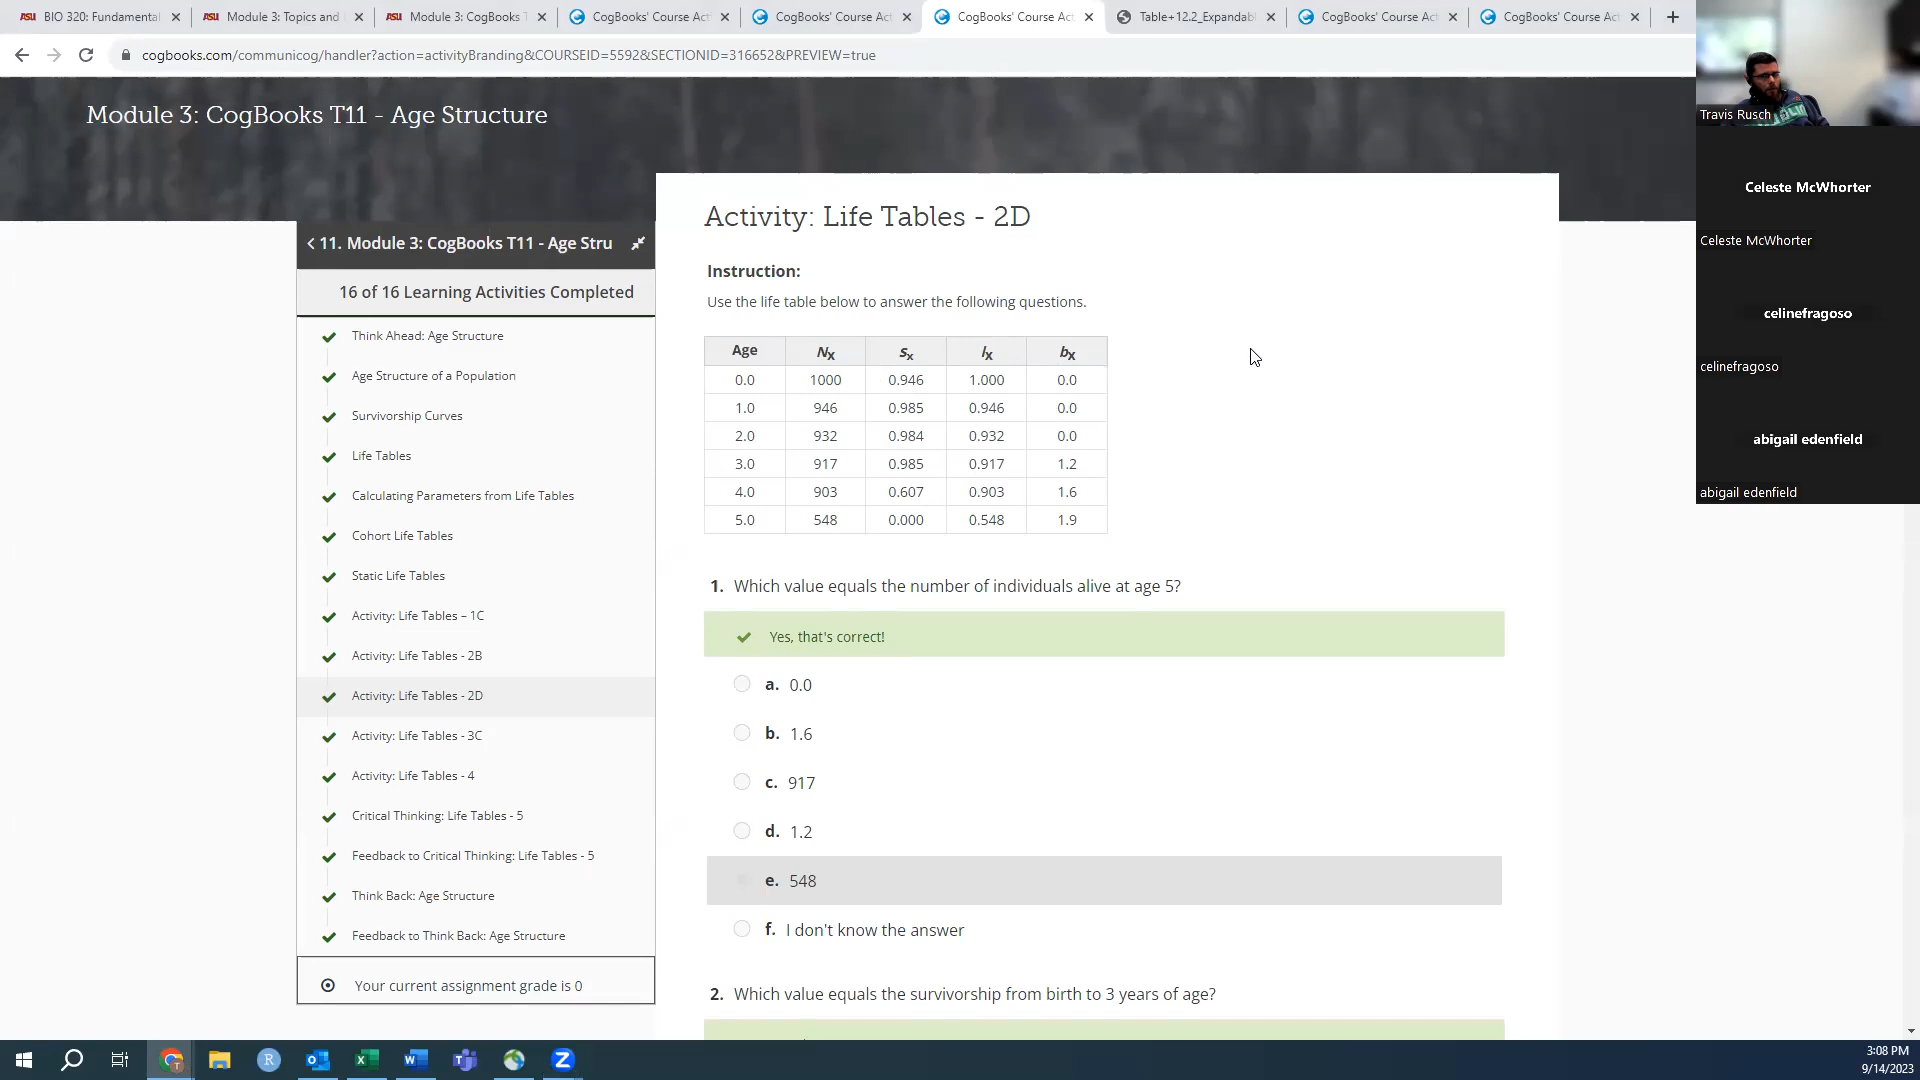 BIO 320: Fundamental
Module 3: Topics and
Module 3: CogBooks T
CogBooks' Course Act
CogBooks' Course Act
CogBooks' Course Act
Table+12.2_Expandab
CogBooks' Course Act
CogBooks' Course Act
cogbooks.com/communicog/handler?action=activityBranding&COURSEID=5592&SECTIONID=316652&PREVIEW=true
Module 3: CogBooks T11 - Age Structure
Travis Rusch
Celeste McWhorter
Celeste McWhorter
celinefragoso
celinefragoso
abigail edenfield
abigail edenfield
11. Module 3: CogBooks T11 - Age Stru
16 of 16 Learning Activities Completed
Think Ahead: Age Structure
Age Structure of a Population
Survivorship Curves
Life Tables
Calculating Parameters from Life Tables
Cohort Life Tables
Static Life Tables
Activity: Life Tables – 1C
Activity: Life Tables - 2B
Activity: Life Tables - 2D
Activity: Life Tables - 3C
Activity: Life Tables - 4
Critical Thinking: Life Tables - 5
Feedback to Critical Thinking: Life Tables - 5
Think Back: Age Structure
Feedback to Think Back: Age Structure
Your current assignment grade is 0
Activity: Life Tables - 2D
Instruction:
Use the life table below to answer the following questions.
Age Nx Sx lx bx
0.0 1000 0.946 1.000 0.0
1.0 946 0.985 0.946 0.0
2.0 932 0.984 0.932 0.0
3.0 917 0.985 0.917 1.2
4.0 903 0.607 0.903 1.6
5.0 548 0.000 0.548 1.9
1. Which value equals the number of individuals alive at age 5?
Yes, that's correct!
a. 0.0
b. 1.6
c. 917
d. 1.2
e. 548
f. I don't know the answer
2. Which value equals the survivorship from birth to 3 years of age?
3:08 PM
9/14/2023